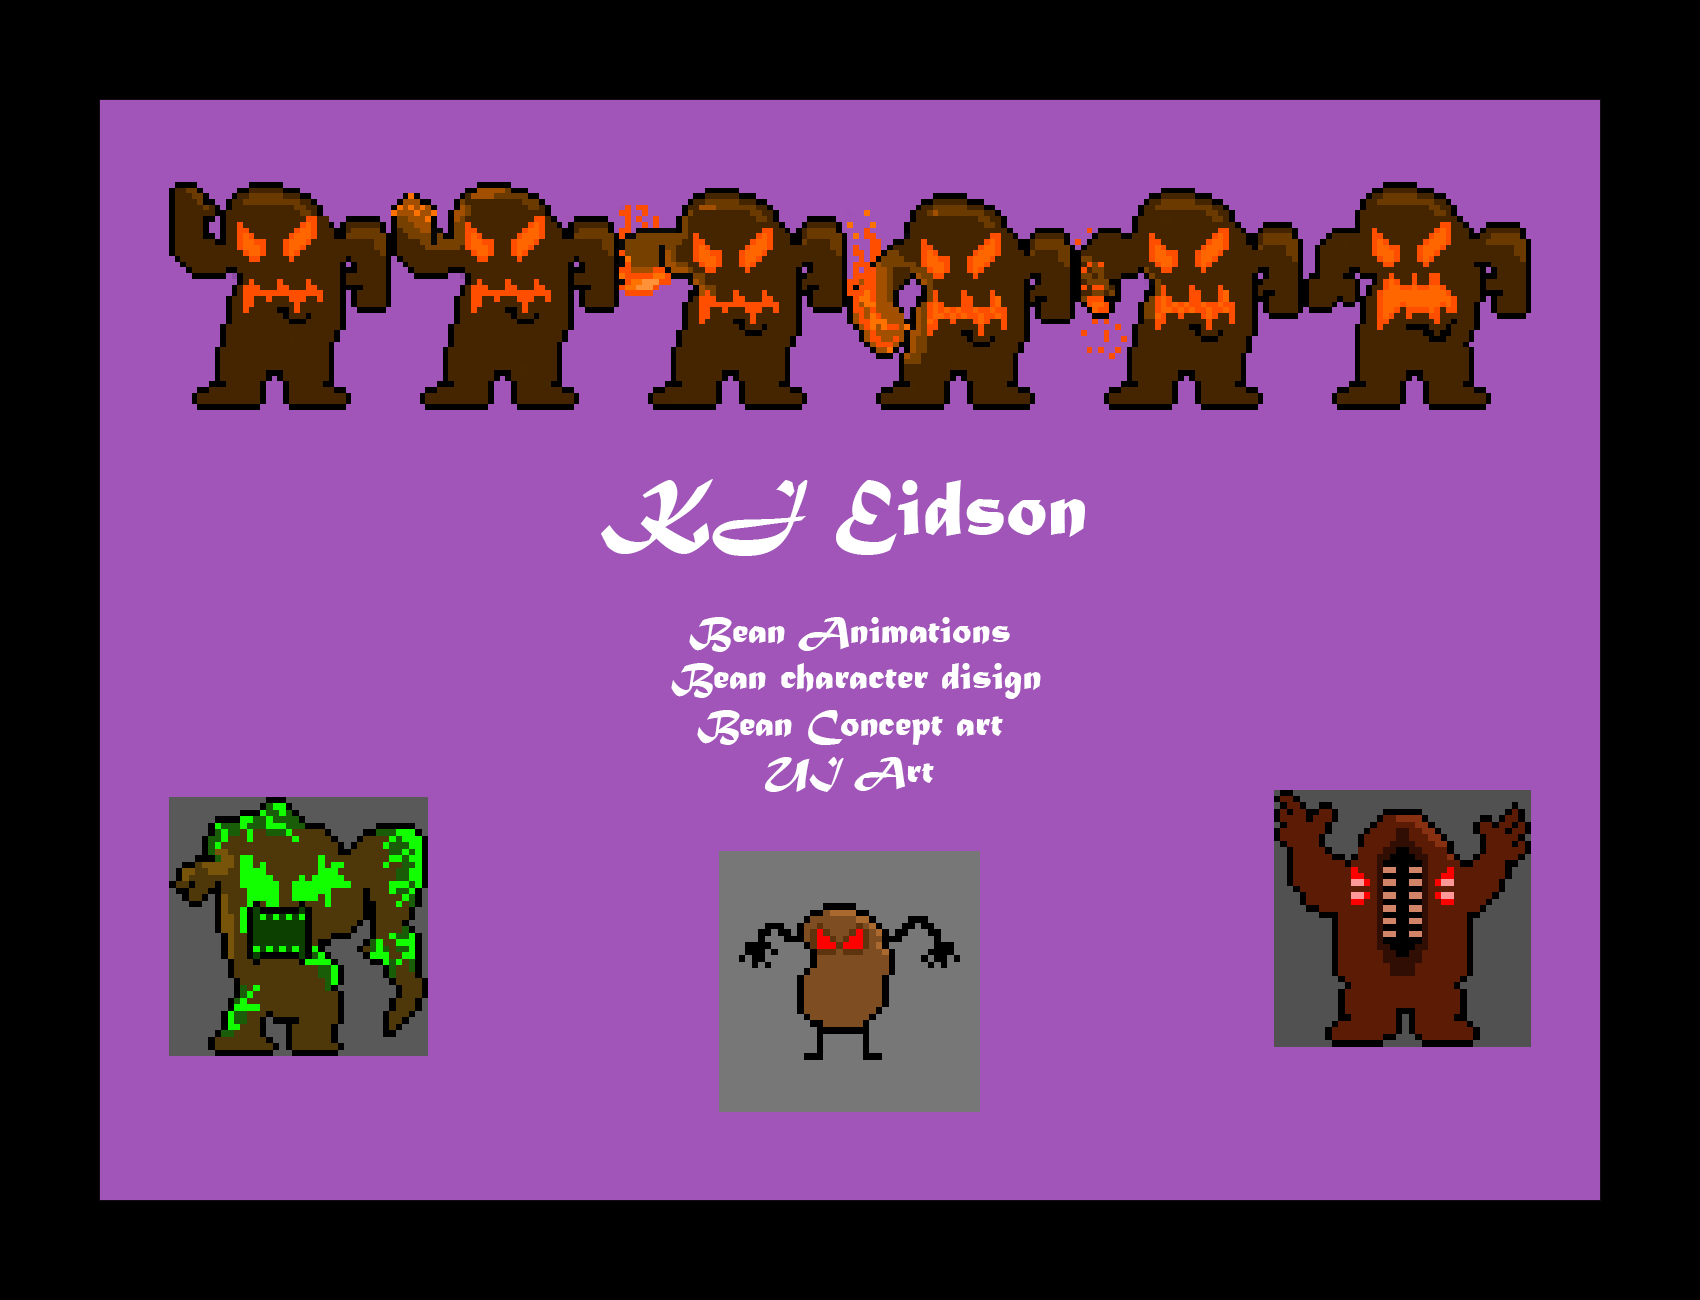 KJ Eidson
Bean Animations
Bean character disign
Bean Concept art
UI Art